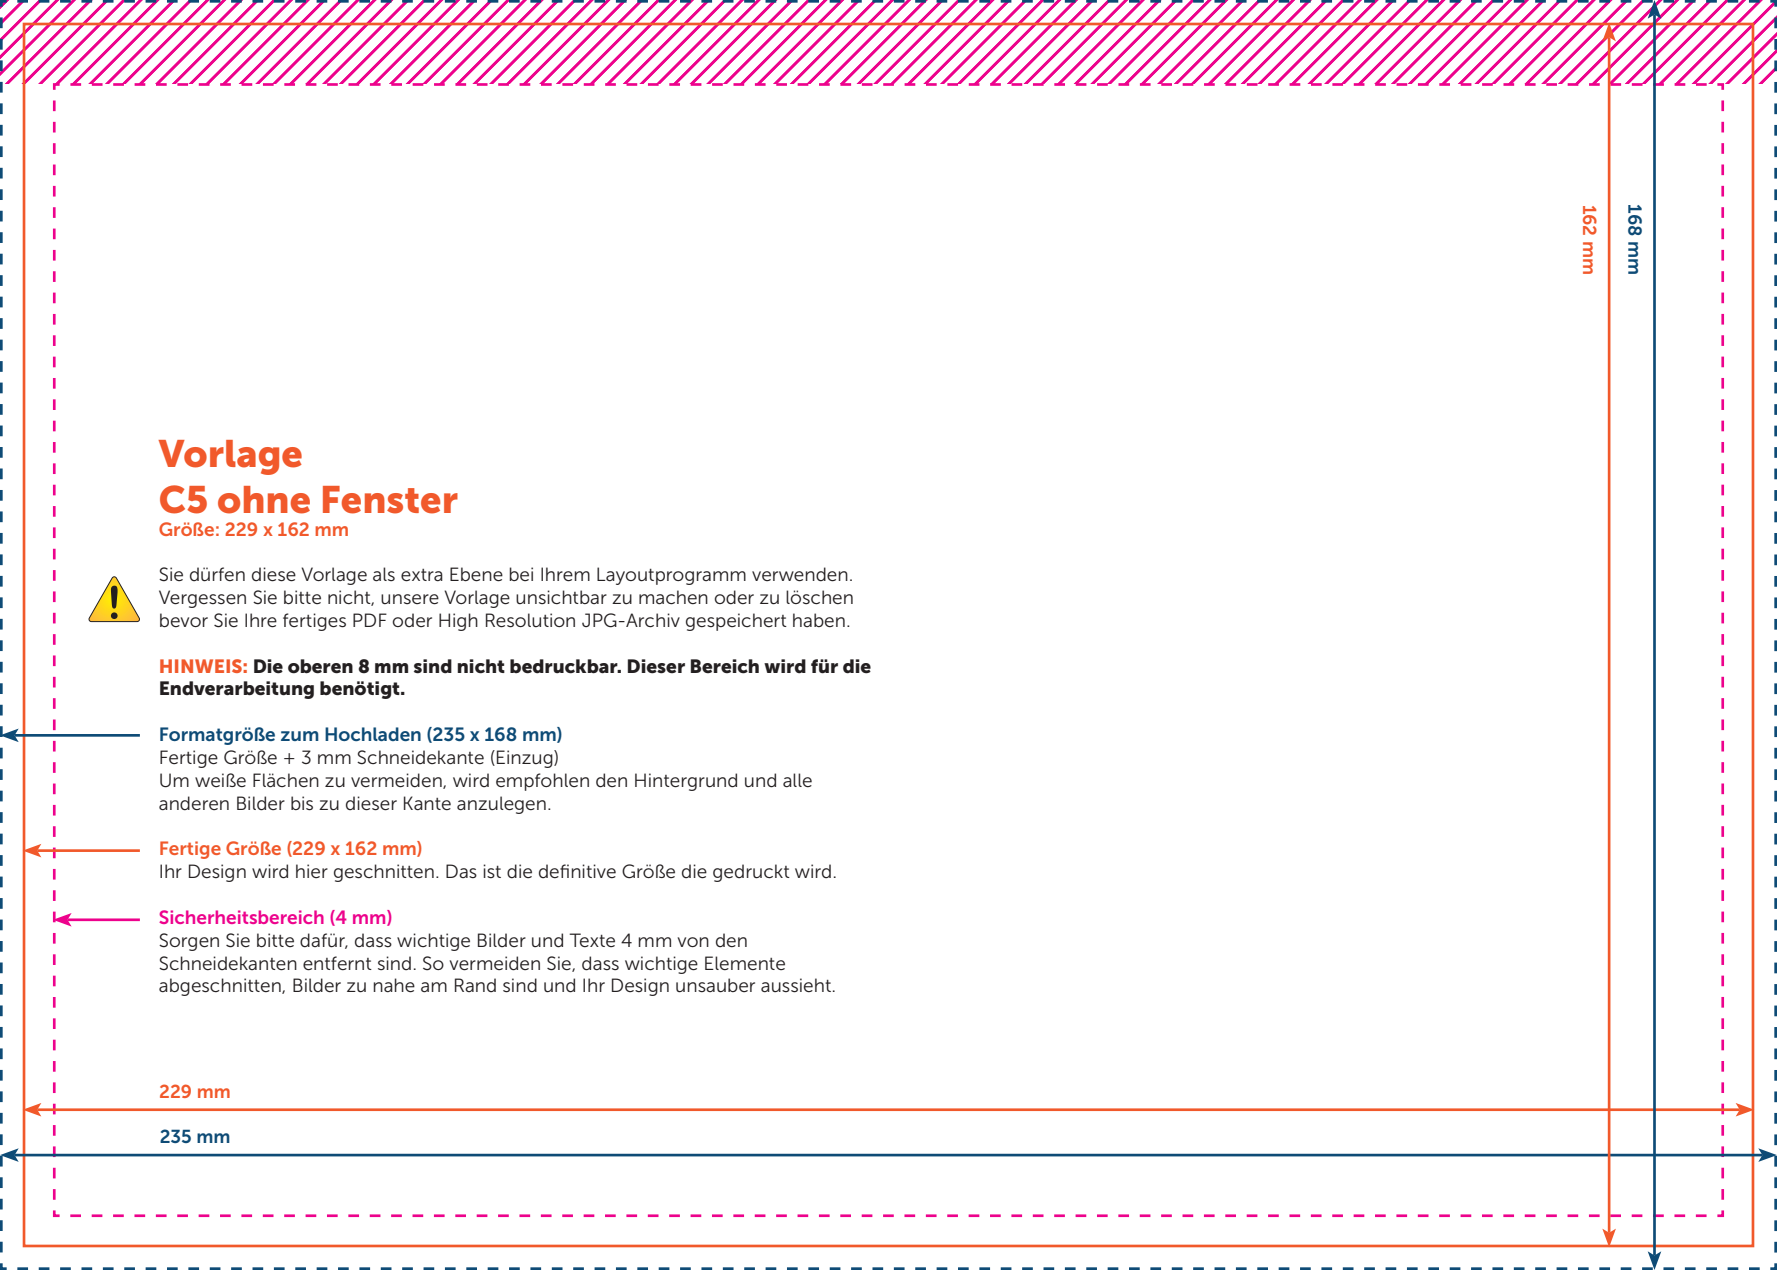 162 mm
168 mm
Vorlage
C5 ohne Fenster
Größe: 229 x 162 mm
Sie dürfen diese Vorlage als extra Ebene bei Ihrem Layoutprogramm verwenden.
Vergessen Sie bitte nicht, unsere Vorlage unsichtbar zu machen oder zu löschen
bevor Sie Ihre fertiges PDF oder High Resolution JPG-Archiv gespeichert haben.
HINWEIS: Die oberen 8 mm sind nicht bedruckbar. Dieser Bereich wird für die
Endverarbeitung benötigt.
Formatgröße zum Hochladen (235 x 168 mm)
Fertige Größe + 3 mm Schneidekante (Einzug)
Um weiße Flächen zu vermeiden, wird empfohlen den Hintergrund und alle
anderen Bilder bis zu dieser Kante anzulegen.
Fertige Größe (229 x 162 mm)
Ihr Design wird hier geschnitten. Das ist die definitive Größe die gedruckt wird.
Sicherheitsbereich (4 mm)
Sorgen Sie bitte dafür, dass wichtige Bilder und Texte 4 mm von den
Schneidekanten entfernt sind. So vermeiden Sie, dass wichtige Elemente
abgeschnitten, Bilder zu nahe am Rand sind und Ihr Design unsauber aussieht.
229 mm
235 mm